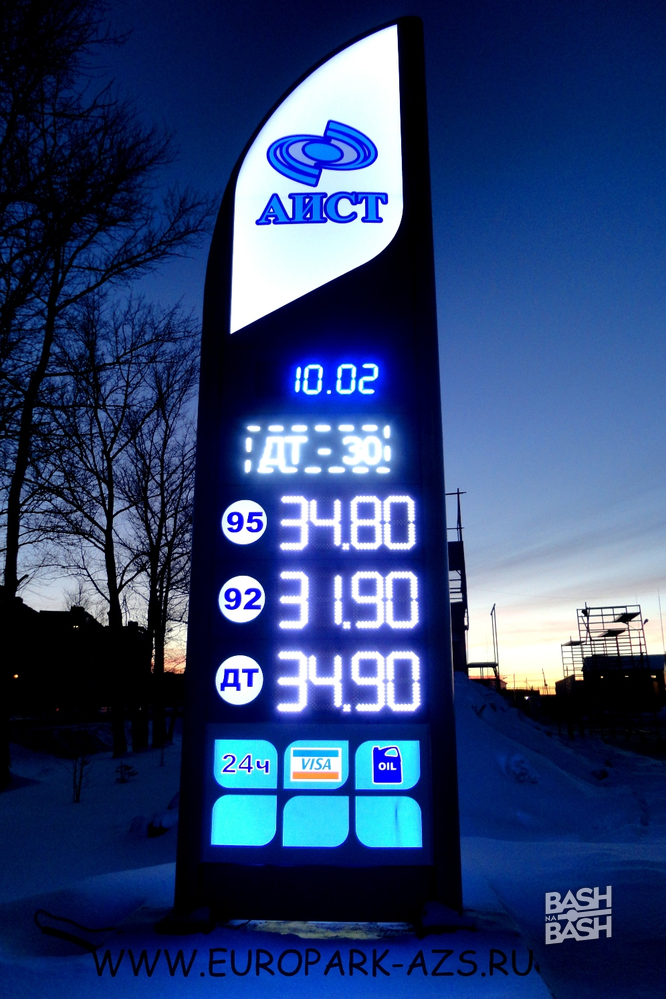 АИСТ
10.02
ДТ - 30
95 34.80
92 31.90
ДТ 34.90
24ч VISA OIL
BASH
NA
BASH
WWW.EUROPARK-AZS.RU